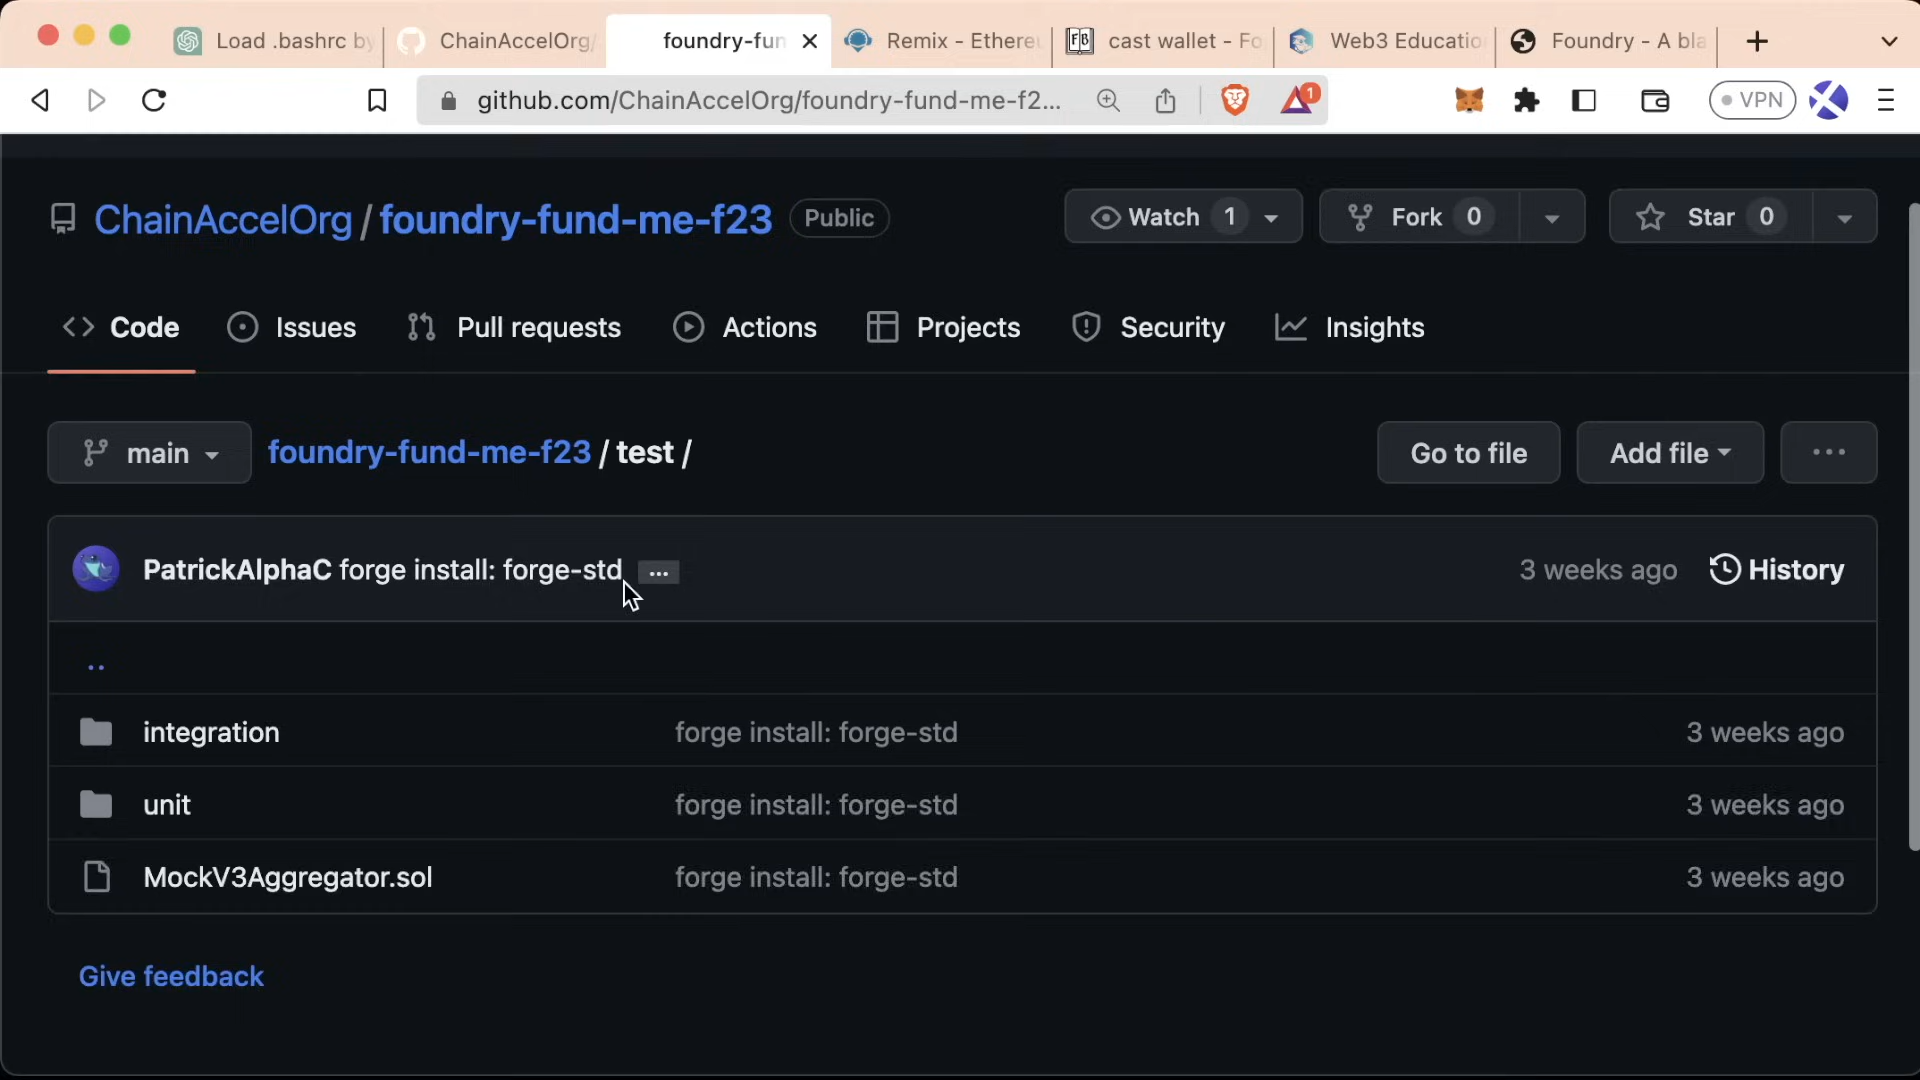 Load .bashrc by
ChainAccelOrg/
foundry-fun
Remix - Ethere
cast wallet - Fo
Web3 Educatio
Foundry - A bla
github.com/ChainAccelOrg/foundry-fund-me-f2...
1
VPN
ChainAccelOrg / foundry-fund-me-f23 Public
Watch 1
Fork 0
Star 0
Code
Issues
Pull requests
Actions
Projects
Security
Insights
main
foundry-fund-me-f23 / test /
Go to file
Add file
...
PatrickAlphaC forge install: forge-std ...
3 weeks ago
History
..
integration forge install: forge-std 3 weeks ago
unit forge install: forge-std 3 weeks ago
MockV3Aggregator.sol forge install: forge-std 3 weeks ago
Give feedback